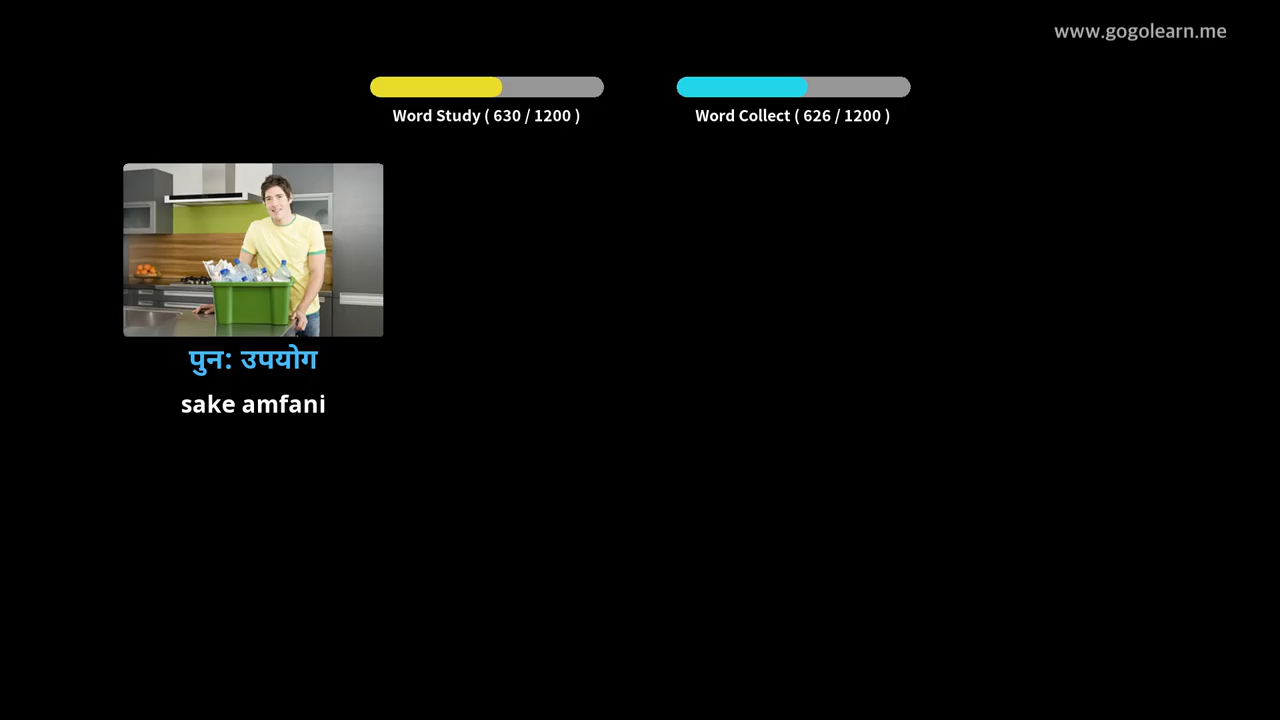 www.gogolearn.me
Word Study ( 630 / 1200 )
Word Collect ( 626 / 1200 )
पुन: उपयोग
sake amfani